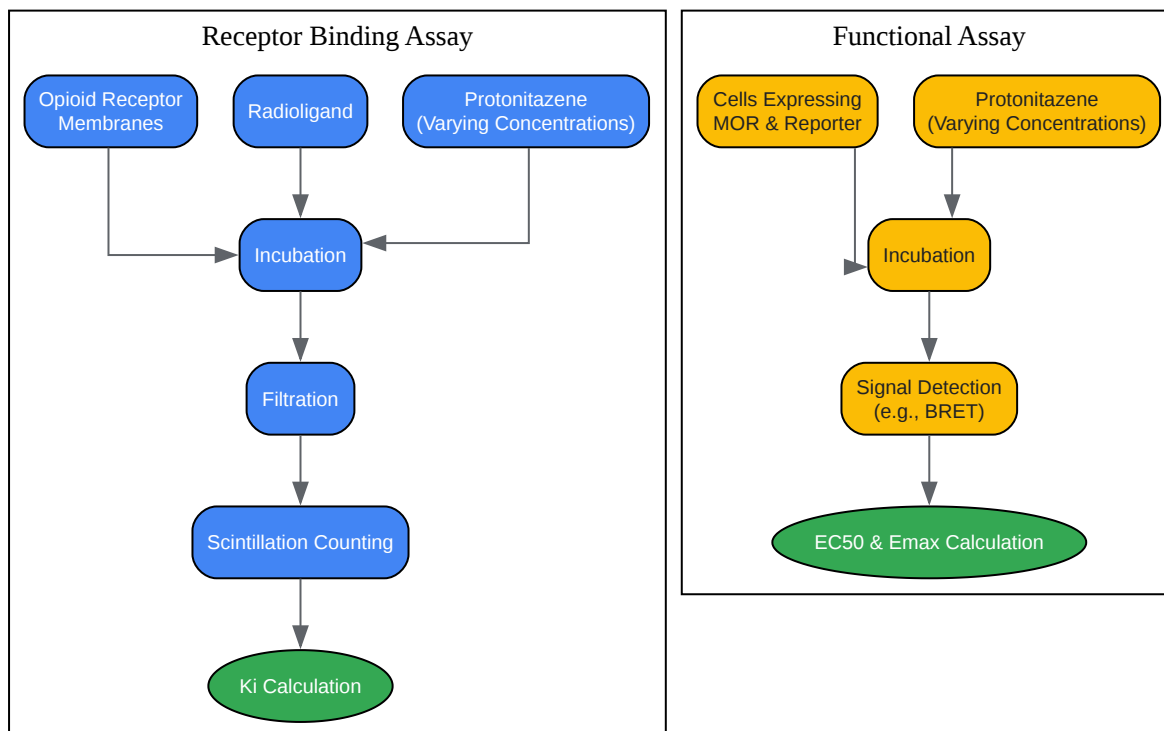 Receptor Binding Assay
Opioid Receptor
Membranes
Radioligand
Protonitazene
(Varying Concentrations)
Incubation
Filtration
Scintillation Counting
Ki Calculation
Functional Assay
Cells Expressing
MOR & Reporter
Protonitazene
(Varying Concentrations)
Incubation
Signal Detection
(e.g., BRET)
EC50 & Emax Calculation